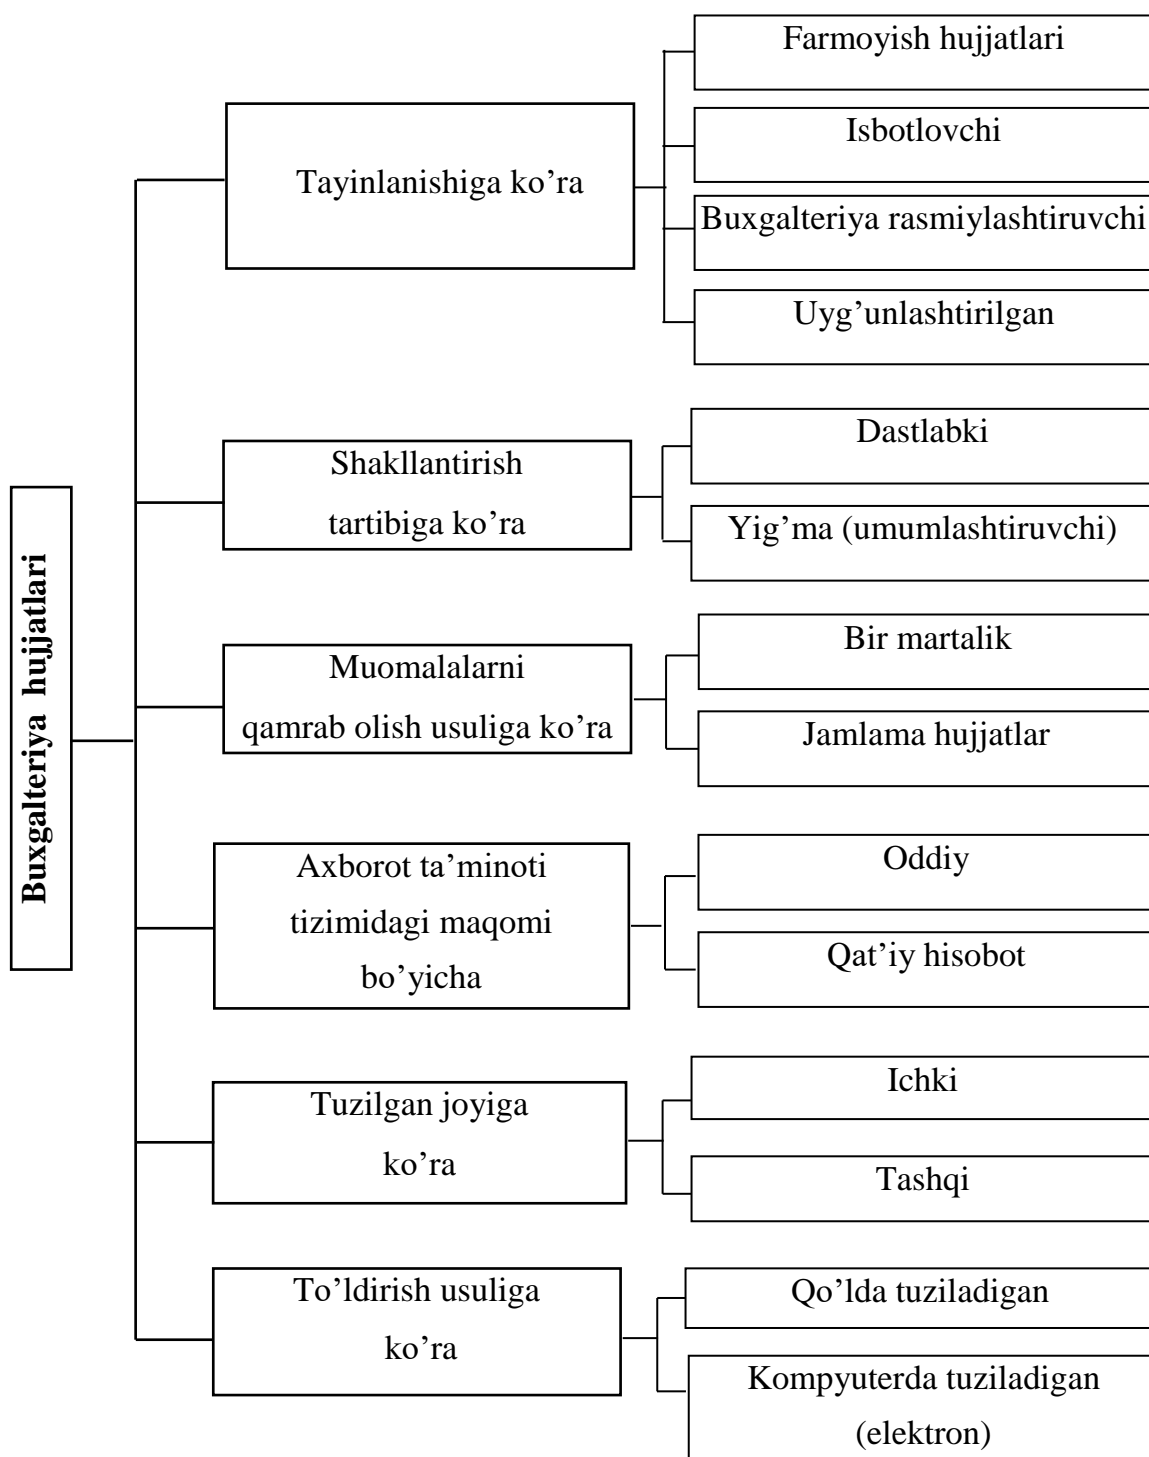 Buxgalteriya hujjatlari
Tayinlanishiga ko’ra
Farmoyish hujjatlari
Isbotlovchi
Buxgalteriya rasmiylashtiruvchi
Uyg’unlashtirilgan
Shakllantirish
tartibiga ko’ra
Dastlabki
Yig’ma (umumlashtiruvchi)
Muomalalarni
qamrab olish usuliga ko’ra
Bir martalik
Jamlama hujjatlar
Axborot ta’minoti
tizimidagi maqomi
bo’yicha
Oddiy
Qat’iy hisobot
Tuzilgan joyiga
ko’ra
Ichki
Tashqi
To’ldirish usuliga
ko’ra
Qo’lda tuziladigan
Kompyuterda tuziladigan
(elektron)